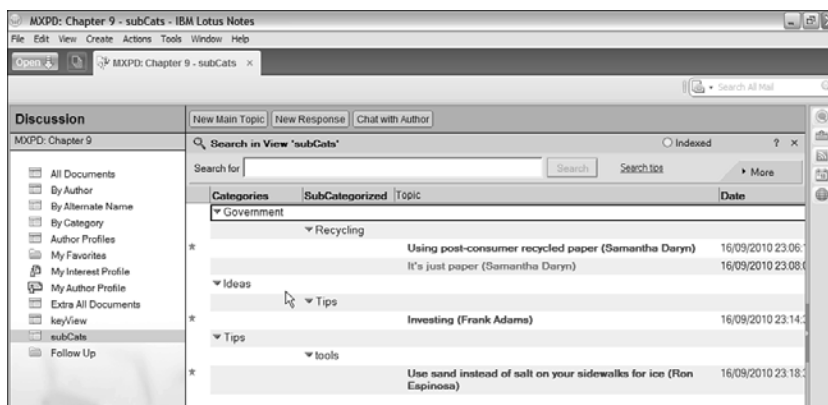 MXPD: Chapter 9 - subCats - IBM Lotus Notes
File Edit View Create Actions Tools Window Help
Open MXPD: Chapter 9 - subCats ×
Search All Mail
Discussion New Main Topic New Response Chat with Author
MXPD: Chapter 9 Search in View 'subCats' Indexed ? ×
Search for Search Search tips More
All Documents
By Author
By Alternate Name
By Category
Author Profiles
My Favorites
My Interest Profile
My Author Profile
Extra All Documents
keyView
subCats
Follow Up
Categories SubCategorized Topic Date
Government
Recycling
Using post-consumer recycled paper (Samantha Daryn) 16/09/2010 23:06:
It's just paper (Samantha Daryn) 16/09/2010 23:08:
Ideas
Tips
Investing (Frank Adams) 16/09/2010 23:14:
Tips
tools
Use sand instead of salt on your sidewalks for ice (Ron 16/09/2010 23:18:
Espinosa)